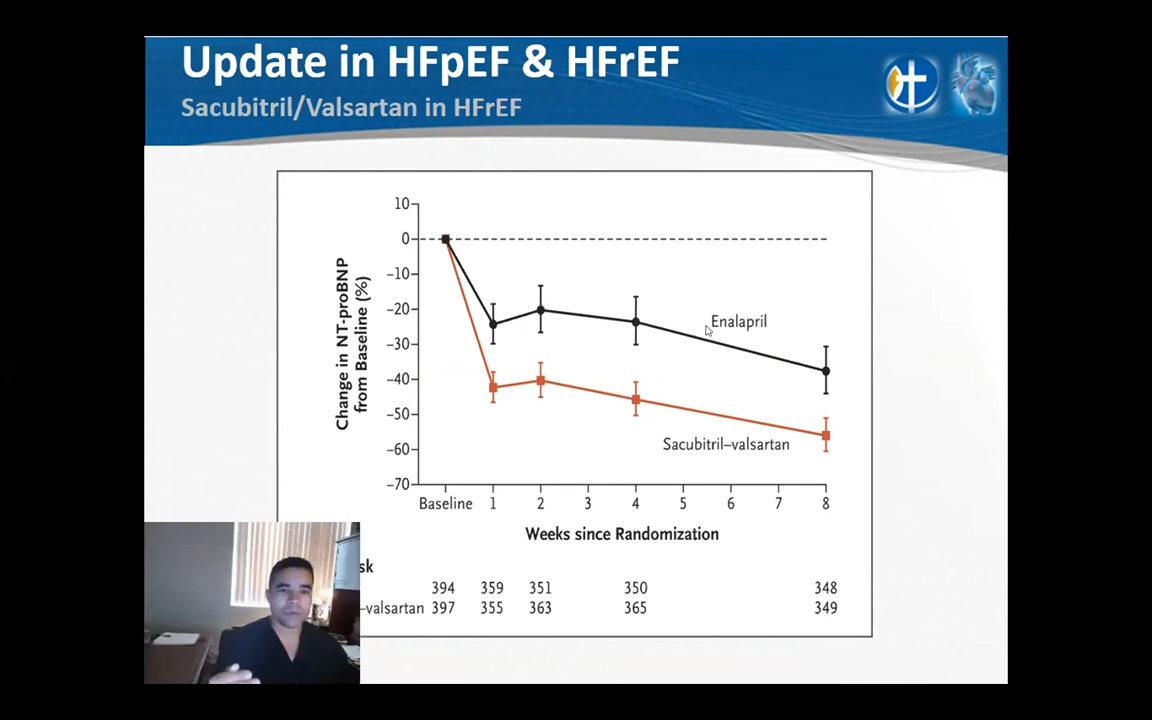 Update in HFpEF & HFrEF
Sacubitril/Valsartan in HFrEF
10
0
-10
-20
-30
-40
-50
-60
-70
Change in NT-proBNP
from Baseline (%)
Enalapril
Sacubitril–valsartan
Baseline 1 2 3 4 5 6 7 8
Weeks since Randomization
sk
394 359 351 350 348
–valsartan 397 355 363 365 349